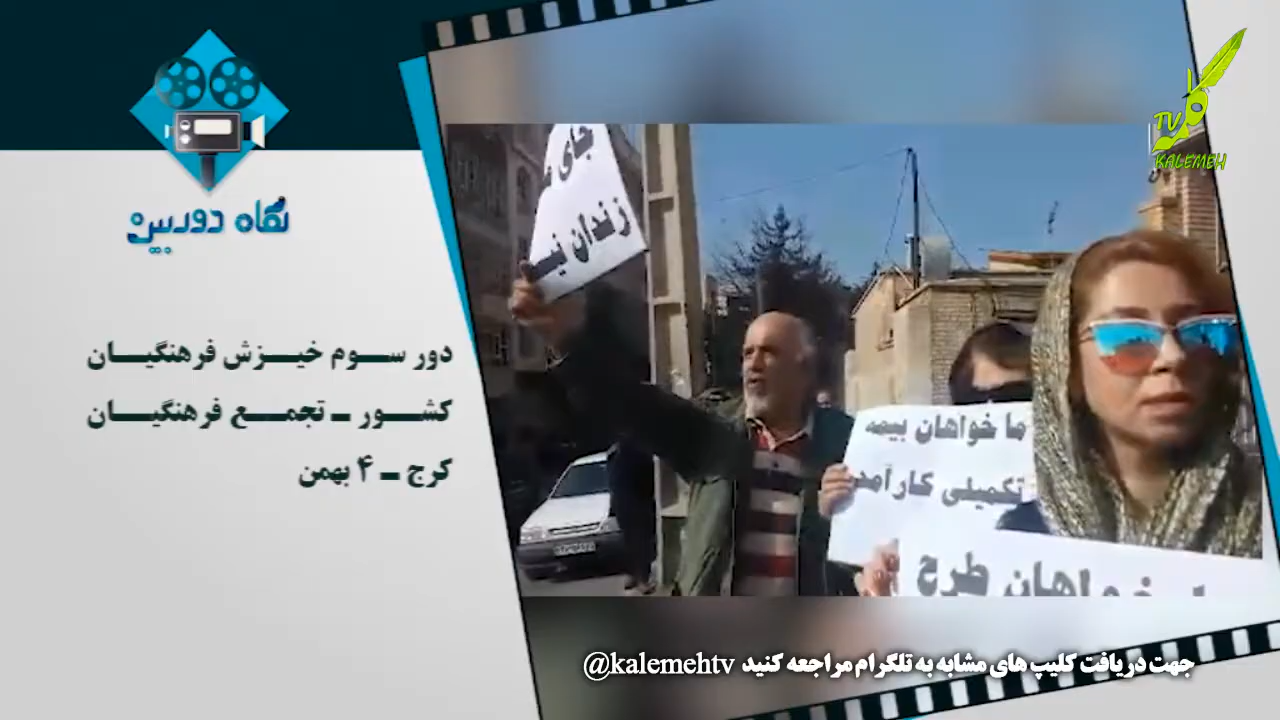 نگاه دوربین
دور سوم خیزش فرهنگیان
کشور ـ تجمع فرهنگیان
کرج ـ ۴ بهمن
TV
KALEMEH
جای
زندان
ما خواهان بیمه
تکمیلی کارآمد
طرح
جهت دریافت کلیپ های مشابه به تلگرام مراجعه کنید @kalemehtv